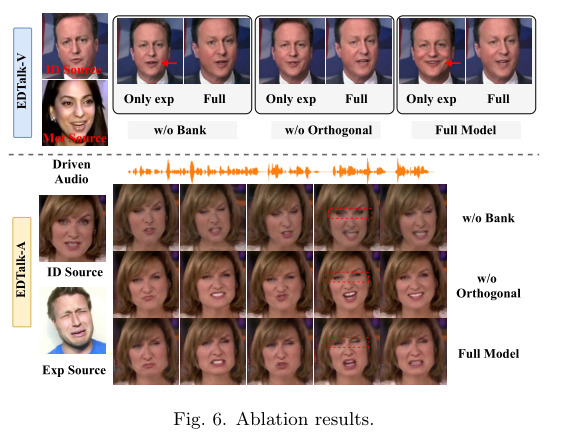 EDTalk-V
ID Source
Mot Source
Only exp
Full
w/o Bank
Only exp
Full
w/o Orthogonal
Only exp
Full
Full Model
EDTalk-A
Driven
Audio
ID Source
Exp Source
w/o Bank
w/o
Orthogonal
Full Model
Fig. 6. Ablation results.